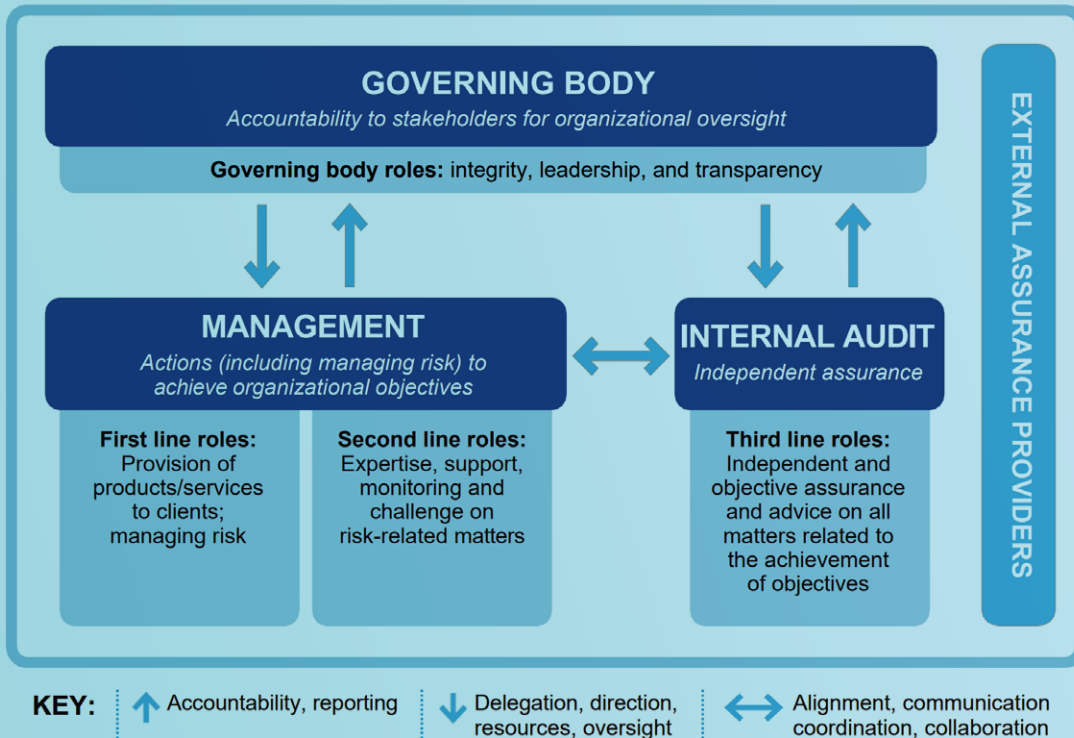 GOVERNING BODY
Accountability to stakeholders for organizational oversight
Governing body roles: integrity, leadership, and transparency
MANAGEMENT
Actions (including managing risk) to
achieve organizational objectives
First line roles:
Provision of
products/services
to clients;
managing risk
Second line roles:
Expertise, support,
monitoring and
challenge on
risk-related matters
INTERNAL AUDIT
Independent assurance
Third line roles:
Independent and
objective assurance
and advice on all
matters related to
the achievement
of objectives
EXTERNAL ASSURANCE PROVIDERS
KEY:
Accountability, reporting
Delegation, direction,
resources, oversight
Alignment, communication
coordination, collaboration